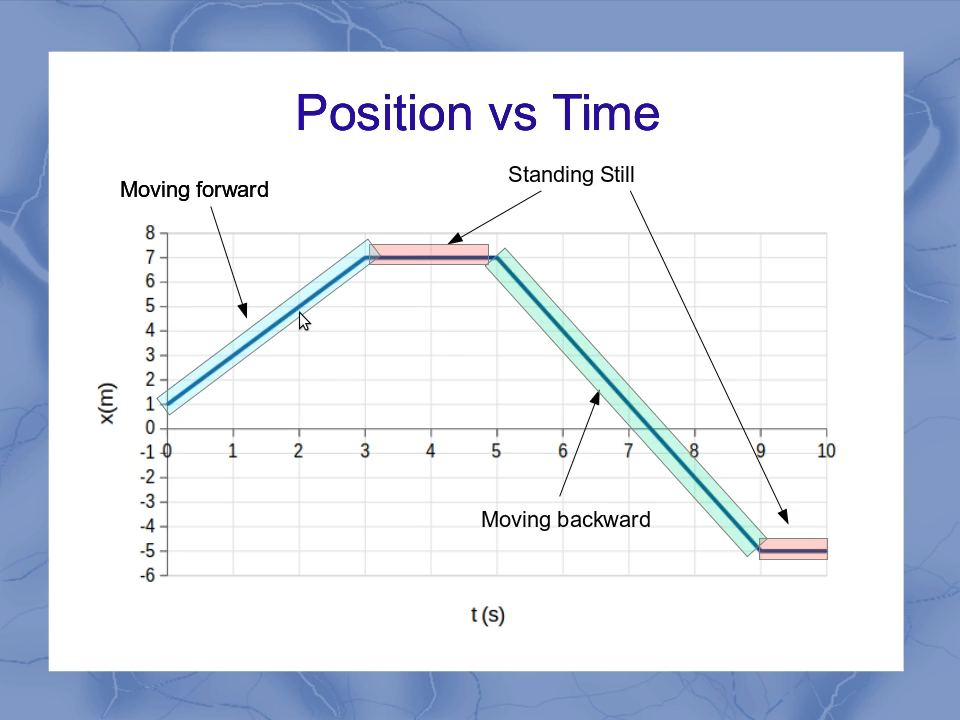 Position vs Time
Standing Still
Moving forward
8
7
6
5
4
3
2
1
0
-1
-2
-3
-4
-5
-6
x(m)
0 1 2 3 4 5 6 7 8 9 10
Moving backward
t (s)